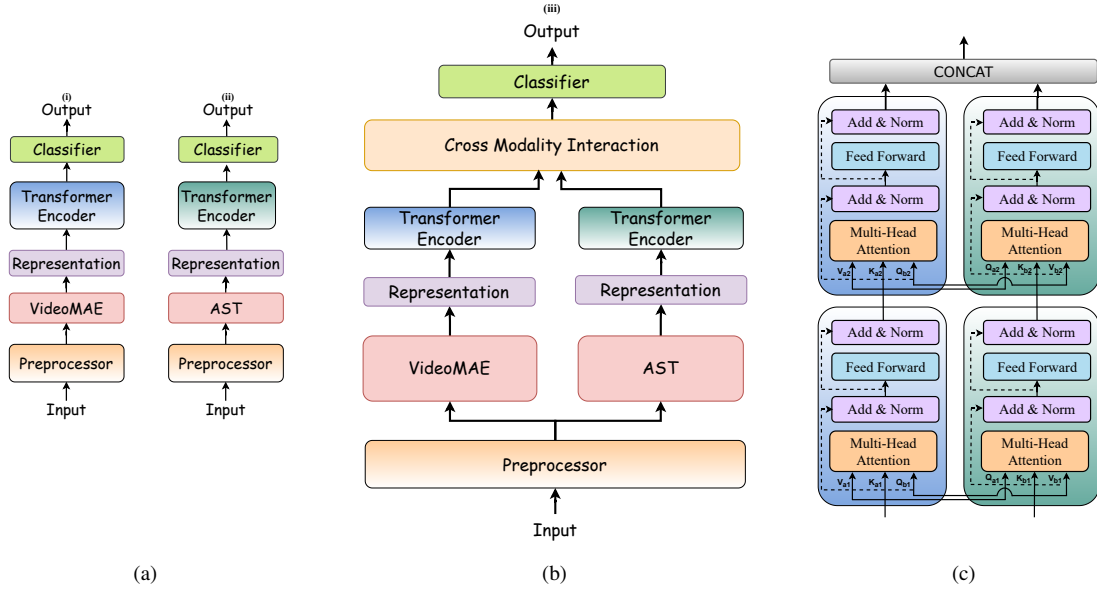 (i)
Output
Classifier
Transformer
Encoder
Representation
VideoMAE
Preprocessor
Input
(ii)
Output
Classifier
Transformer
Encoder
Representation
AST
Preprocessor
Input
(a)
(iii)
Output
Classifier
Cross Modality Interaction
Transformer
Encoder
Transformer
Encoder
Representation
Representation
VideoMAE
AST
Preprocessor
Input
(b)
CONCAT
Add & Norm
Add & Norm
Feed Forward
Feed Forward
Add & Norm
Add & Norm
Multi-Head
Attention
Multi-Head
Attention
Va2 Ka2 Qb2
Qa2 Kb2 Vb2
Add & Norm
Add & Norm
Feed Forward
Feed Forward
Add & Norm
Add & Norm
Multi-Head
Attention
Multi-Head
Attention
Va1 Ka1 Qb1
Qa1 Kb1 Vb1
(c)